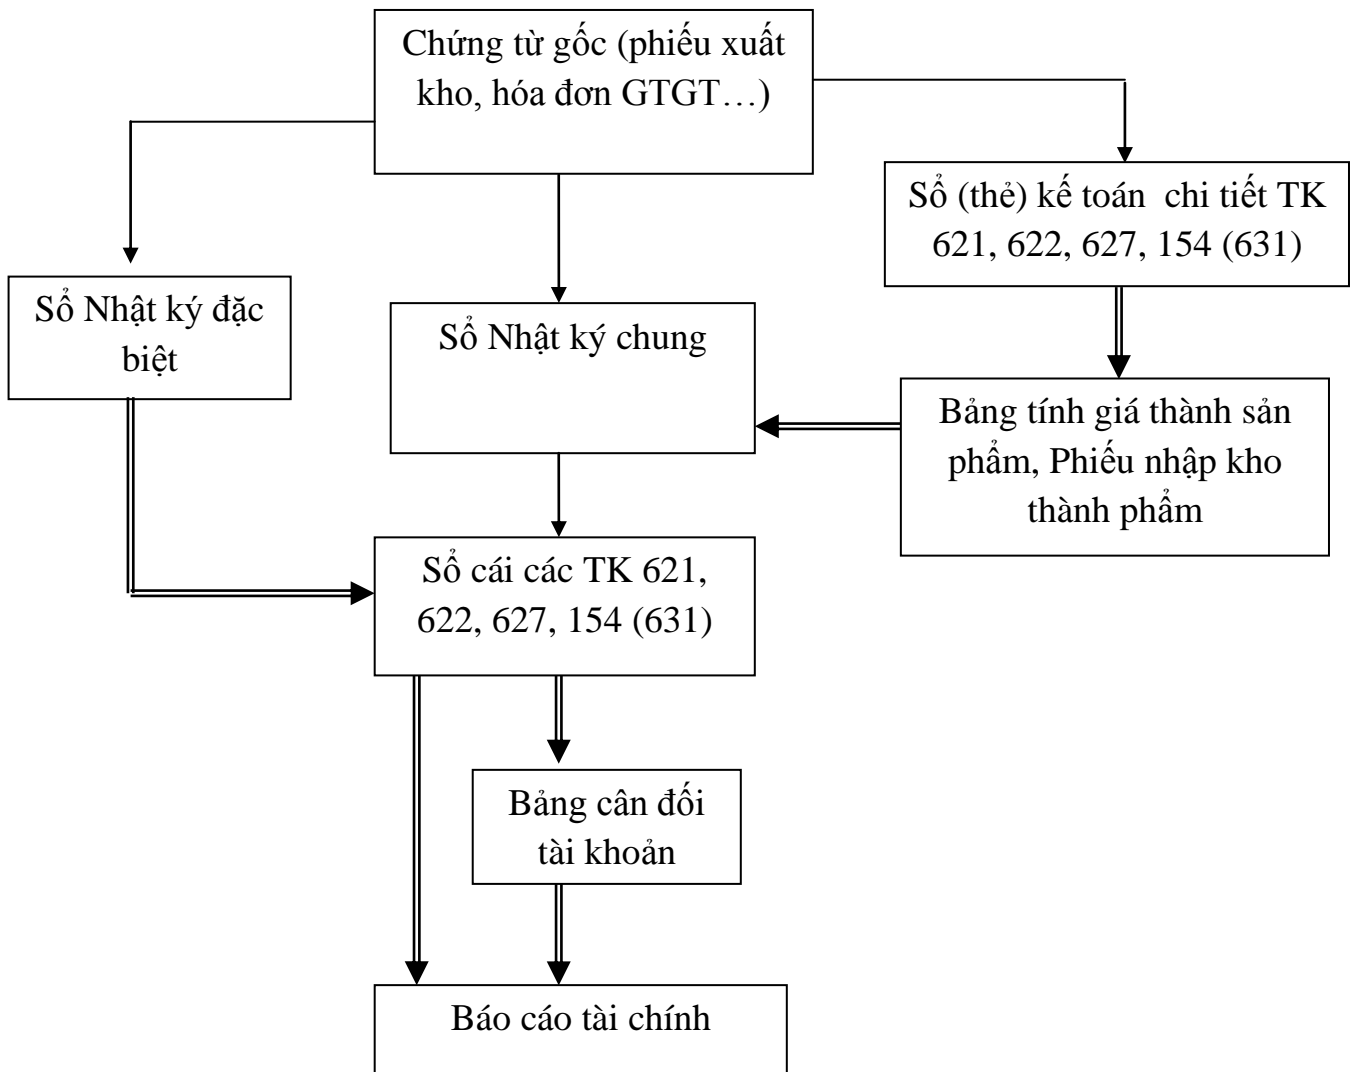 Chứng từ gốc (phiếu xuất
kho, hóa đơn GTGT…)
Sổ (thẻ) kế toán chi tiết TK
621, 622, 627, 154 (631)
Sổ Nhật ký đặc
biệt
Sổ Nhật ký chung
Bảng tính giá thành sản
phẩm, Phiếu nhập kho
thành phẩm
Sổ cái các TK 621,
622, 627, 154 (631)
Bảng cân đối
tài khoản
Báo cáo tài chính